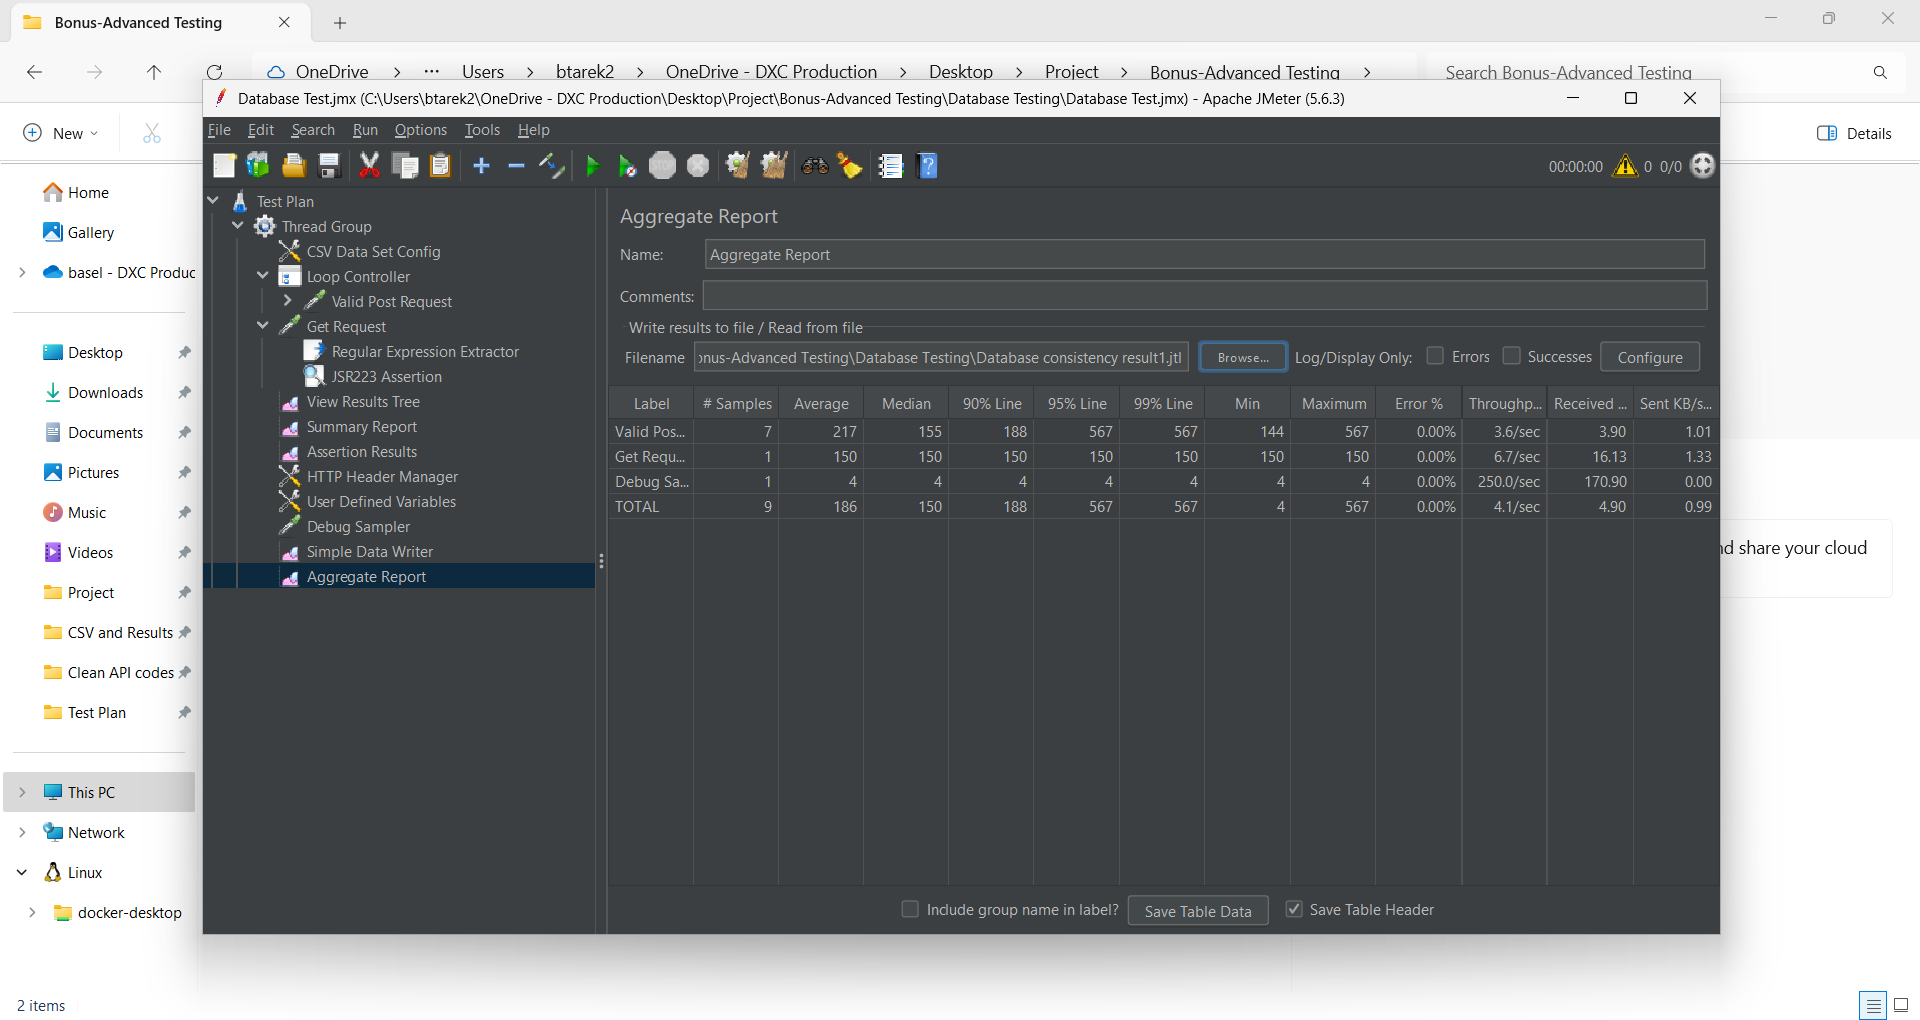 Bonus-Advanced Testing
OneDrive > ... Users > btarek2 > OneDrive - DXC Production > Desktop > Project > Bonus-Advanced Testing >
Search Bonus-Advanced Testing
New
Details
Home
Gallery
basel - DXC Produc
Desktop
Downloads
Documents
Pictures
Music
Videos
Project
CSV and Results
Clean API codes
Test Plan
This PC
Network
Linux
docker-desktop
2 items
nd share your cloud
Database Test.jmx (C:\Users\btarek2\OneDrive - DXC Production\Desktop\Project\Bonus-Advanced Testing\Database Testing\Database Test.jmx) - Apache JMeter (5.6.3)
File Edit Search Run Options Tools Help
STOP
00:00:00 0 0/0
Test Plan
Thread Group
CSV Data Set Config
Loop Controller
Valid Post Request
Get Request
Regular Expression Extractor
JSR223 Assertion
View Results Tree
Summary Report
Assertion Results
HTTP Header Manager
User Defined Variables
Debug Sampler
Simple Data Writer
Aggregate Report
Aggregate Report
Name: Aggregate Report
Comments:
Write results to file / Read from file
Filename onus-Advanced Testing\Database Testing\Database consistency result1.jtl Browse... Log/Display Only: Errors Successes Configure
Label # Samples Average Median 90% Line 95% Line 99% Line Min Maximum Error % Throughp... Received ... Sent KB/s...
Valid Pos... 7 217 155 188 567 567 144 567 0.00% 3.6/sec 3.90 1.01
Get Requ... 1 150 150 150 150 150 150 150 0.00% 6.7/sec 16.13 1.33
Debug Sa... 1 4 4 4 4 4 4 4 0.00% 250.0/sec 170.90 0.00
TOTAL 9 186 150 188 567 567 4 567 0.00% 4.1/sec 4.90 0.99
Include group name in label? Save Table Data Save Table Header